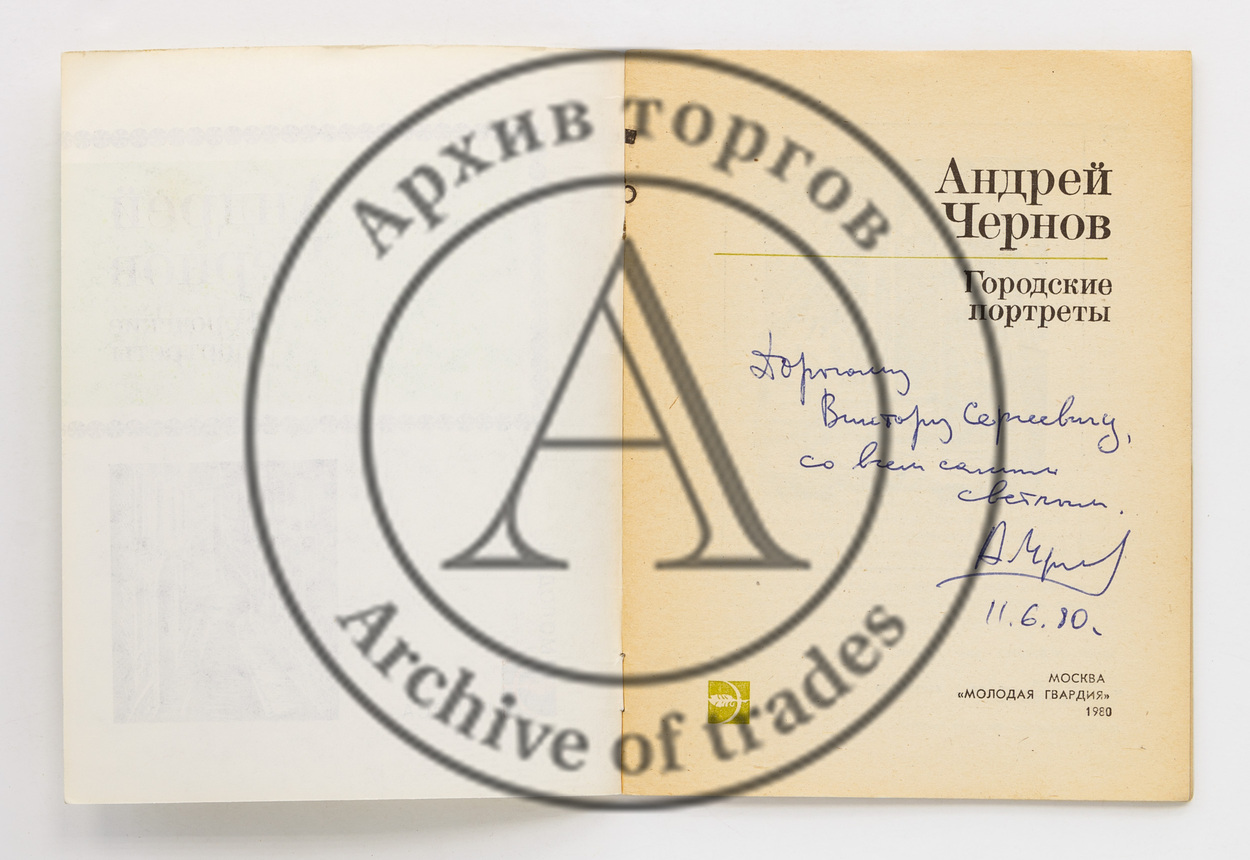 Архив торгов
Андрей
Чернов
Городские
портреты
Дорогому
Виктору Сергеевичу,
со всем самым
светлым.
АЧернов
11.6.80.
МОСКВА
«МОЛОДАЯ ГВАРДИЯ»
1980
Archive of trades